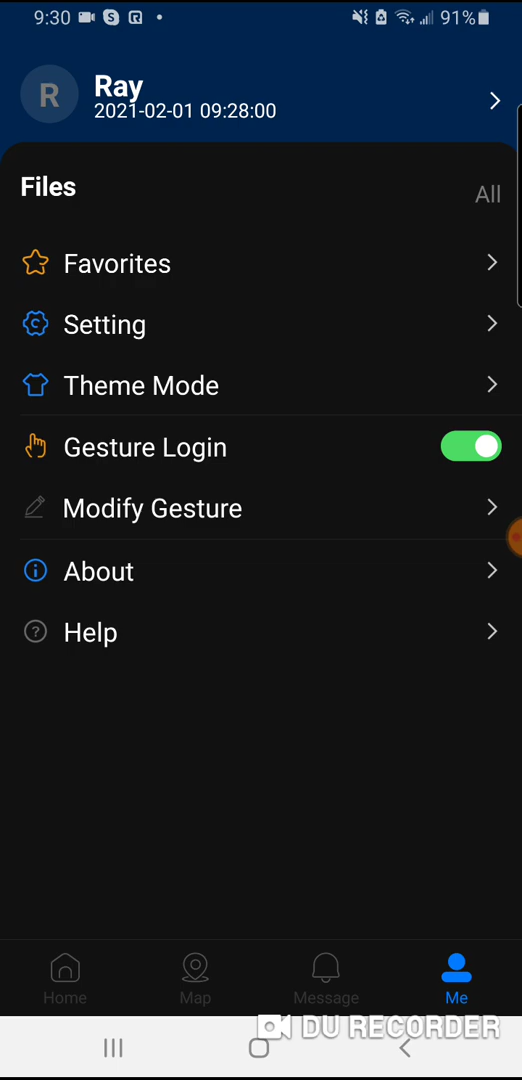 9:30 91%
R
Ray
2021-02-01 09:28:00
Files
All
Favorites
Setting
Theme Mode
Gesture Login
Modify Gesture
About
Help
Home Map Message Me
DU RECORDER